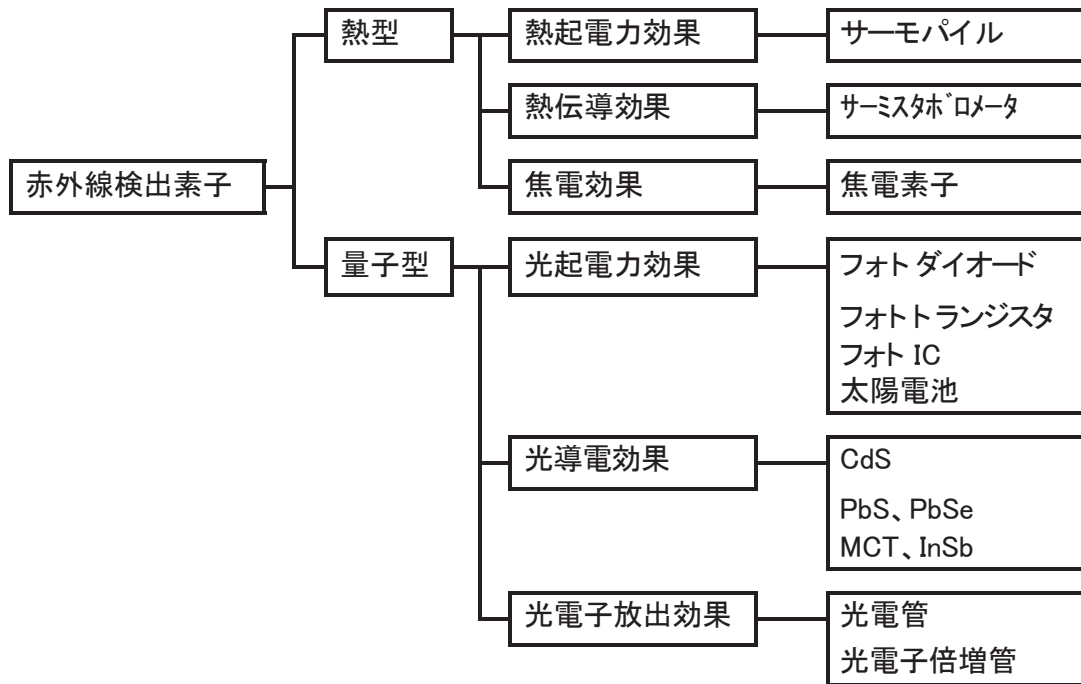 熱型
熱起電力効果
サーモパイル
熱伝導効果
サーミスタボロメータ
赤外線検出素子
焦電効果
焦電素子
量子型
光起電力効果
フォトダイオード
フォトトランジスタ
フォト IC
太陽電池
光導電効果
CdS
PbS、PbSe
MCT、InSb
光電子放出効果
光電管
光電子倍増管